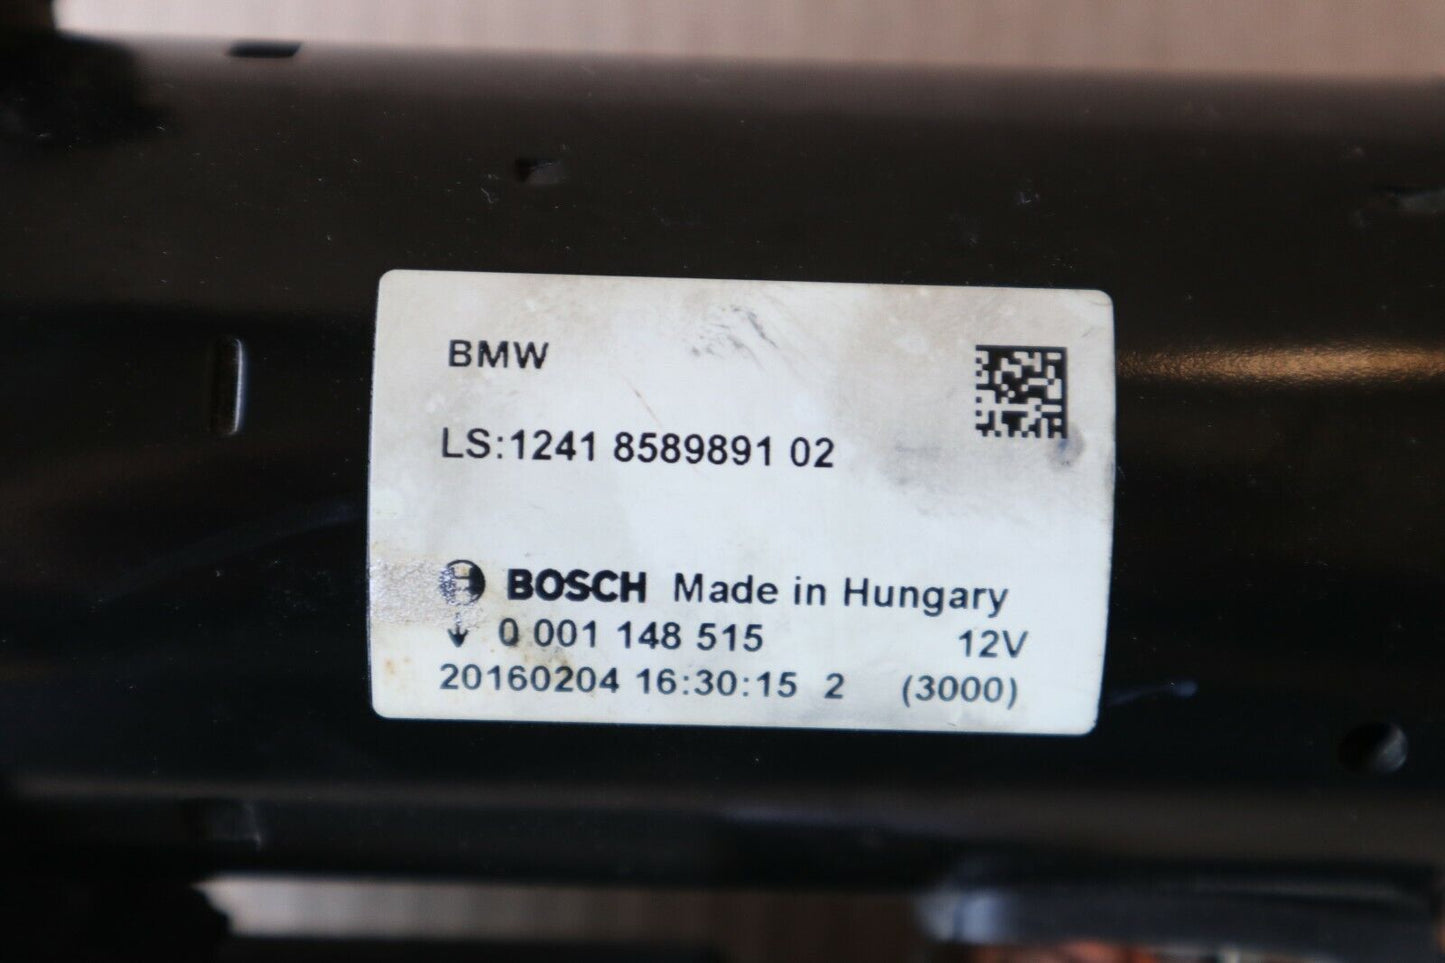 BMW
LS:1241 8589891 02
BOSCH Made in Hungary
0 001 148 515 12V
20160204 16:30:15 2 (3000)